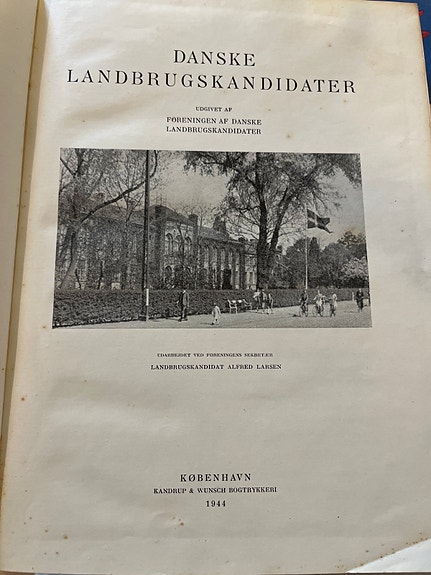 DANSKE
LANDBRUGSKANDIDATER
UDGIVET AF
FORENINGEN AF DANSKE
LANDBRUGSKANDIDATER
UDARBEJDET VED FORENINGENS SEKRETÆR
LANDBRUGSKANDIDAT ALFRED LARSEN
KØBENHAVN
KANDRUP & WUNSCH BOGTRYKKERI
1944